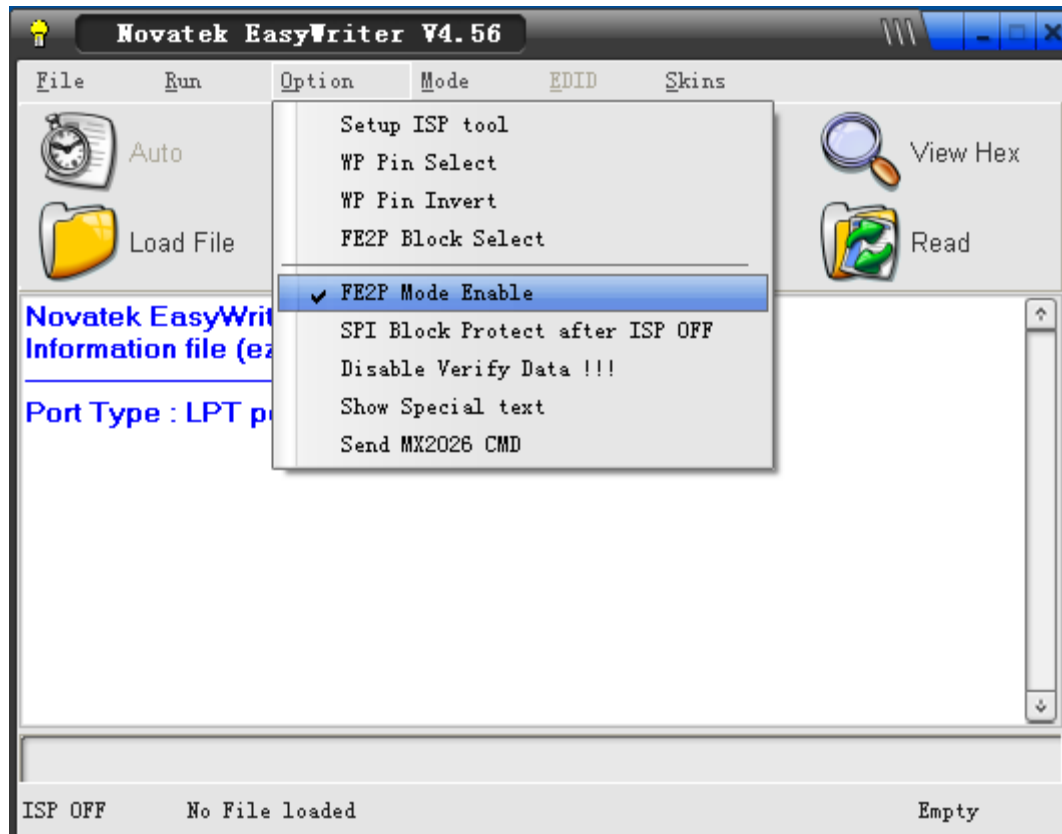 Novatek EasyWriter V4.56
File Run Option Mode EDID Skins
Auto
Load File
Setup ISP tool
WP Pin Select
WP Pin Invert
FE2P Block Select
FE2P Mode Enable
SPI Block Protect after ISP OFF
Disable Verify Data !!!
Show Special text
Send MX2026 CMD
View Hex
Read
Novatek EasyWrit
Information file (ez
Port Type : LPT p
ISP OFF No File loaded Empty